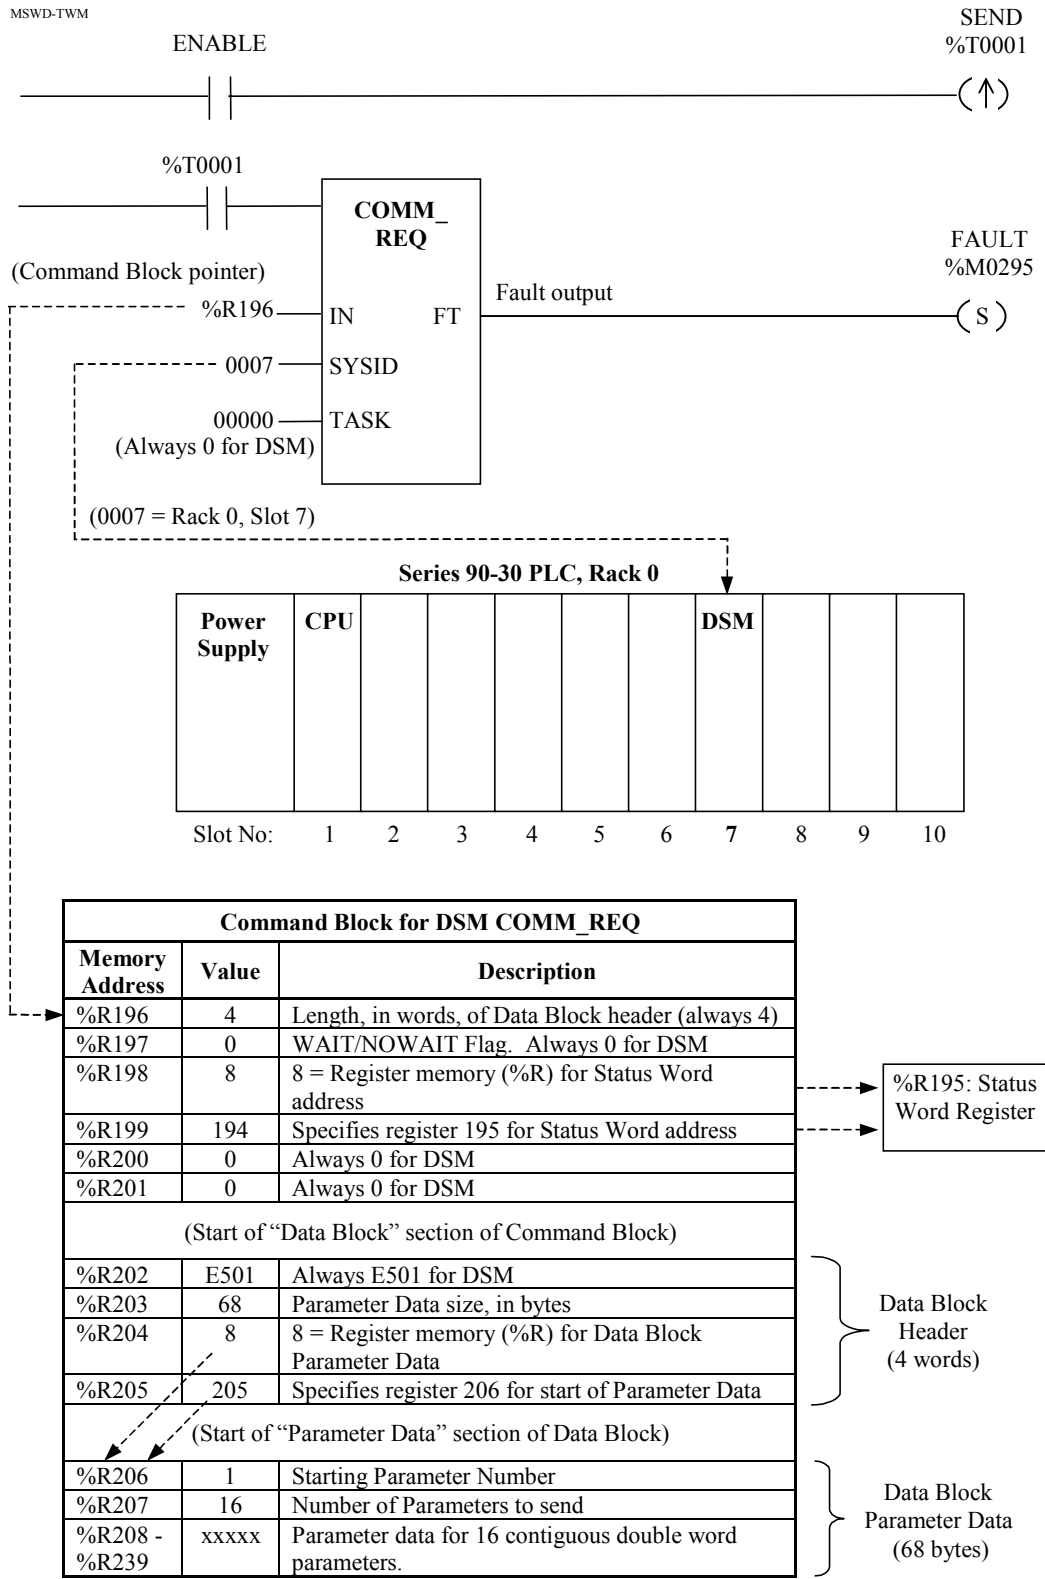 MSWD-TWM
SEND
%T0001
ENABLE
(↑)
%T0001
COMM_
REQ
FAULT
%M0295
(Command Block pointer)
%R196
IN
FT
Fault output
(S)
0007
SYSID
00000
TASK
(Always 0 for DSM)
(0007 = Rack 0, Slot 7)
Series 90-30 PLC, Rack 0
Power
Supply
CPU
DSM
Slot No: 1 2 3 4 5 6 7 8 9 10
Command Block for DSM COMM_REQ
Memory
Address
Value
Description
%R196 4 Length, in words, of Data Block header (always 4)
%R197 0 WAIT/NOWAIT Flag. Always 0 for DSM
%R198 8 8 = Register memory (%R) for Status Word
address
%R199 194 Specifies register 195 for Status Word address
%R195: Status
Word Register
%R200 0 Always 0 for DSM
%R201 0 Always 0 for DSM
(Start of “Data Block” section of Command Block)
%R202 E501 Always E501 for DSM
%R203 68 Parameter Data size, in bytes
%R204 8 8 = Register memory (%R) for Data Block
Parameter Data
%R205 205 Specifies register 206 for start of Parameter Data
Data Block
Header
(4 words)
(Start of “Parameter Data” section of Data Block)
%R206 1 Starting Parameter Number
%R207 16 Number of Parameters to send
%R208 - xxxxx Parameter data for 16 contiguous double word
%R239 parameters.
Data Block
Parameter Data
(68 bytes)